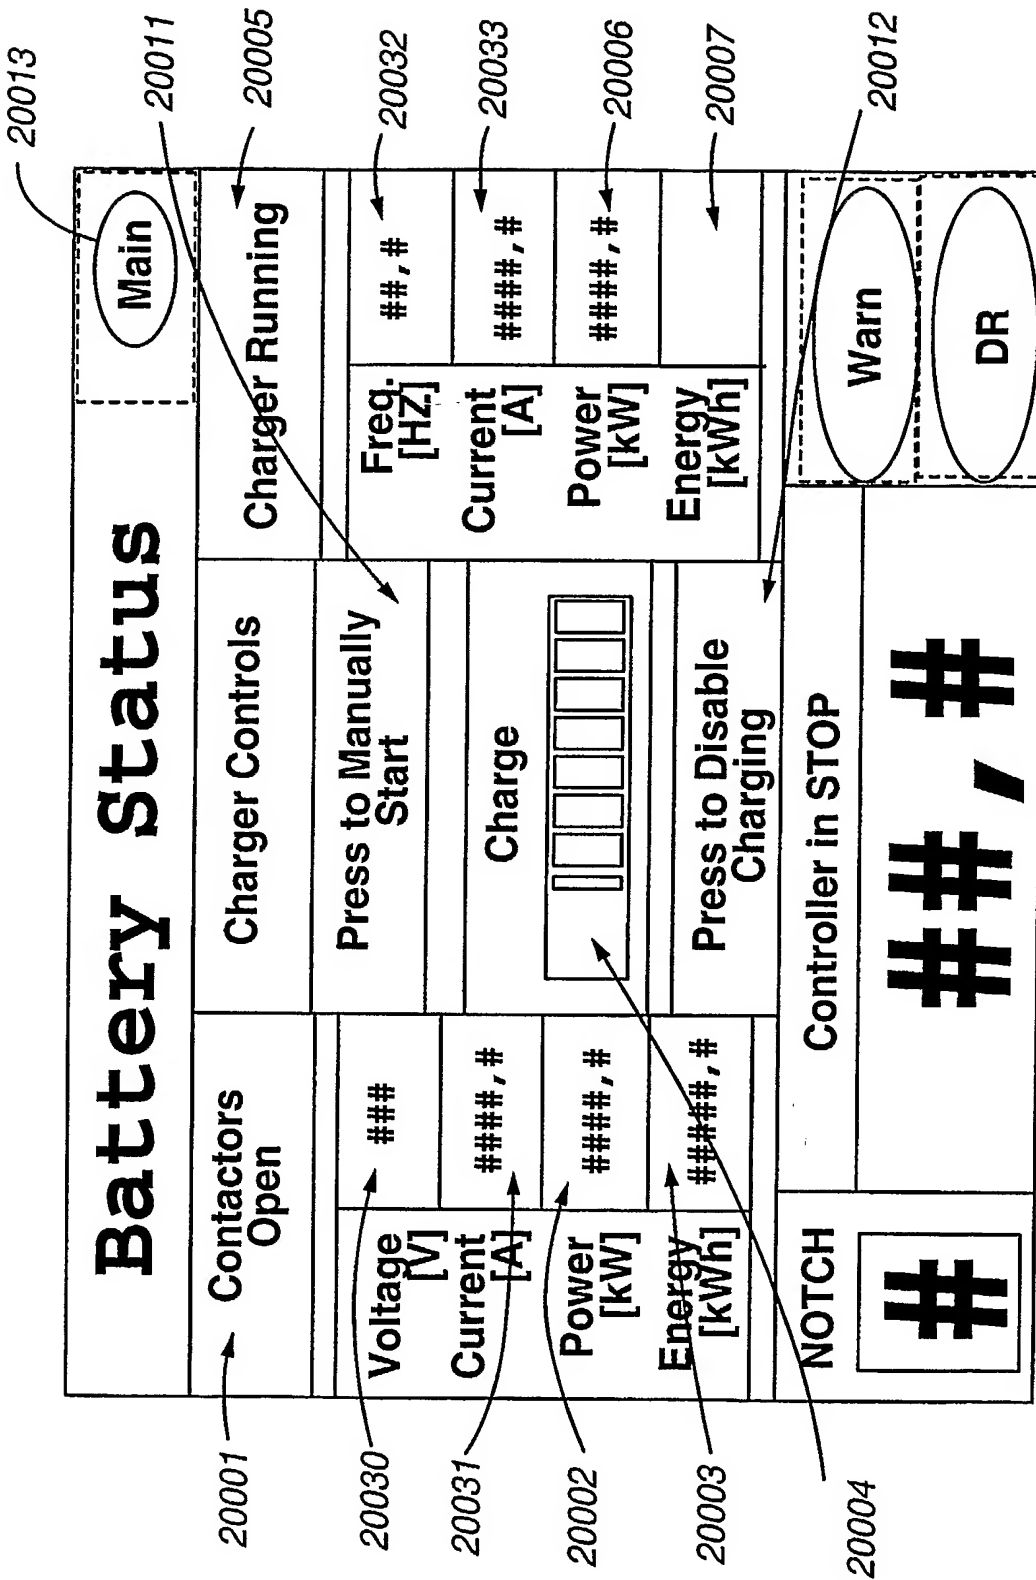 20013
20011
20005
20032
20033
20006
20007
20012
Battery Status
Main
Contactors
Open
Charger Controls
Charger Running
Voltage
[V]
###
Current
[A]
####,#
Power
[kW]
####,#
Energy
[kWh]
#####,#
Press to Manually
Start
Charge
Press to Disable
Charging
Freq.
[HZ.]
##,#
Current
[A]
####,#
Power
[kW]
####,#
Energy
[kWh]
NOTCH
#
Controller in STOP
##,#
Warn
DR
20001
20030
20031
20002
20003
20004